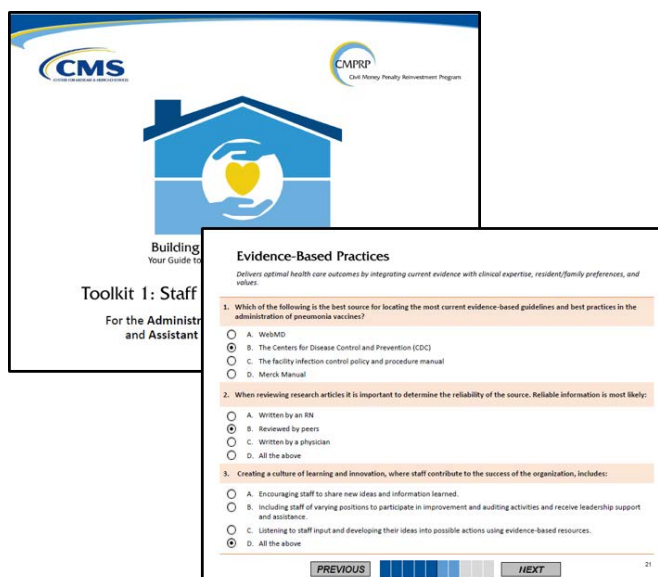 CMS
CENTERS FOR MEDICARE & MEDICAID SERVICES
CMPRP
Civil Money Penalty Reinvestment Program
Building
Your Guide to
Toolkit 1: Staff
For the Administr
and Assistant
Evidence-Based Practices
Delivers optimal health care outcomes by integrating current evidence with clinical expertise, resident/family preferences, and
values.
1. Which of the following is the best source for locating the most current evidence-based guidelines and best practices in the
administration of pneumonia vaccines?
A. WebMD
B. The Centers for Disease Control and Prevention (CDC)
C. The facility infection control policy and procedure manual
D. Merck Manual
2. When reviewing research articles it is important to determine the reliability of the source. Reliable information is most likely:
A. Written by an RN
B. Reviewed by peers
C. Written by a physician
D. All the above
3. Creating a culture of learning and innovation, where staff contribute to the success of the organization, includes:
A. Encouraging staff to share new ideas and information learned.
B. Including staff of varying positions to participate in improvement and auditing activities and receive leadership support
and assistance.
C. Listening to staff input and developing their ideas into possible actions using evidence-based resources.
D. All the above
PREVIOUS
NEXT
21